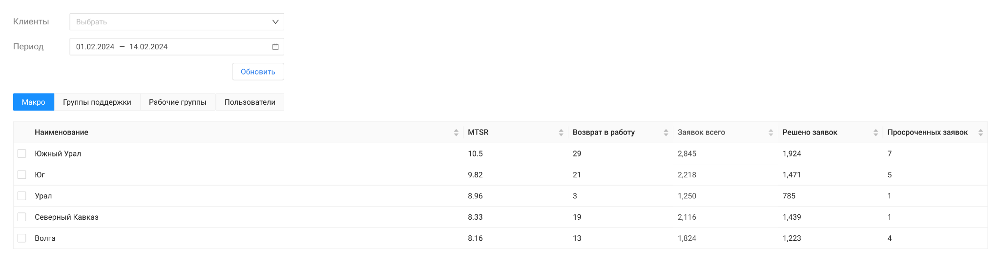 Клиенты Выбрать
Период 01.02.2024 — 14.02.2024
Обновить
Макро Группы поддержки Рабочие группы Пользователи
Наименование MTSR Возврат в работу Заявок всего Решено заявок Просроченных заявок
Южный Урал 10.5 29 2,845 1,924 7
Юг 9.82 21 2,218 1,471 5
Урал 8.96 3 1,250 785 1
Северный Кавказ 8.33 19 2,116 1,439 1
Волга 8.16 13 1,824 1,223 4